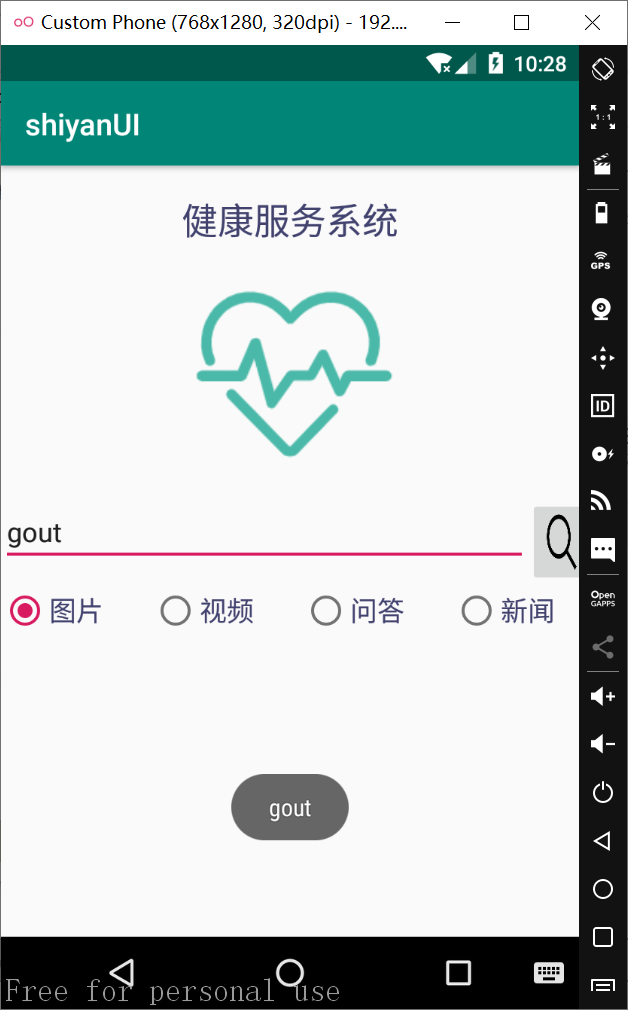 Custom Phone (768x1280, 320dpi) - 192....
10:28
shiyanUI
1:1
健康服务系统
GPS
ID
gout
图片 视频 问答 新闻
Open
GAPPS
gout
Free for personal use